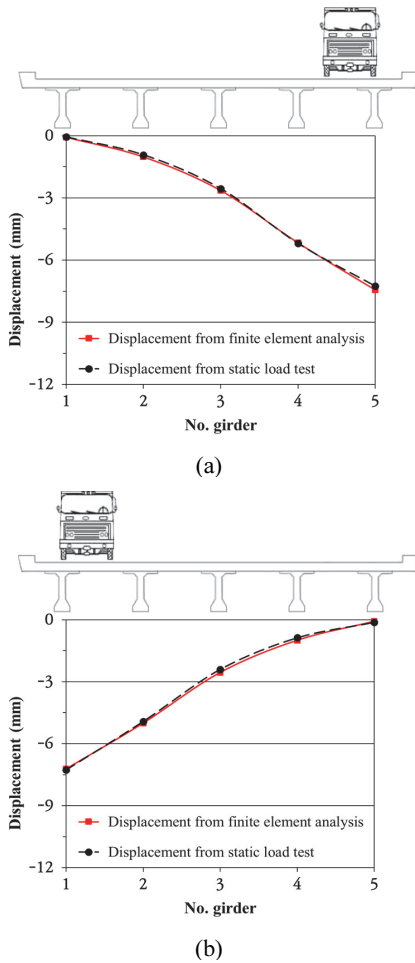 0
-3
-6
-9
-12
Displacement (mm)
Displacement from finite element analysis
Displacement from static load test
1 2 3 4 5
No. girder
(a)
0
-3
-6
-9
-12
Displacement (mm)
Displacement from finite element analysis
Displacement from static load test
1 2 3 4 5
No. girder
(b)